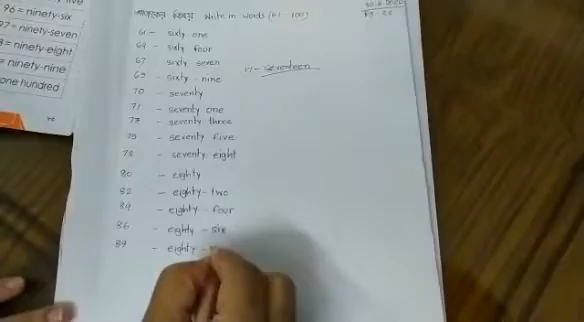 96 = ninety-six
97 = ninety-seven
= ninety-eight
= ninety-nine
one hundred
Write in words (61 - 100)
61 - sixty one
64 - sixty four
67 - sixty seven
69 - sixty - nine
17 - seventeen
70 - seventy
71 - seventy one
73 - seventy three
75 - seventy five
78 - seventy eight
80 - eighty
82 - eighty - two
84 - eighty - four
86 - eighty - six
89 - eighty -